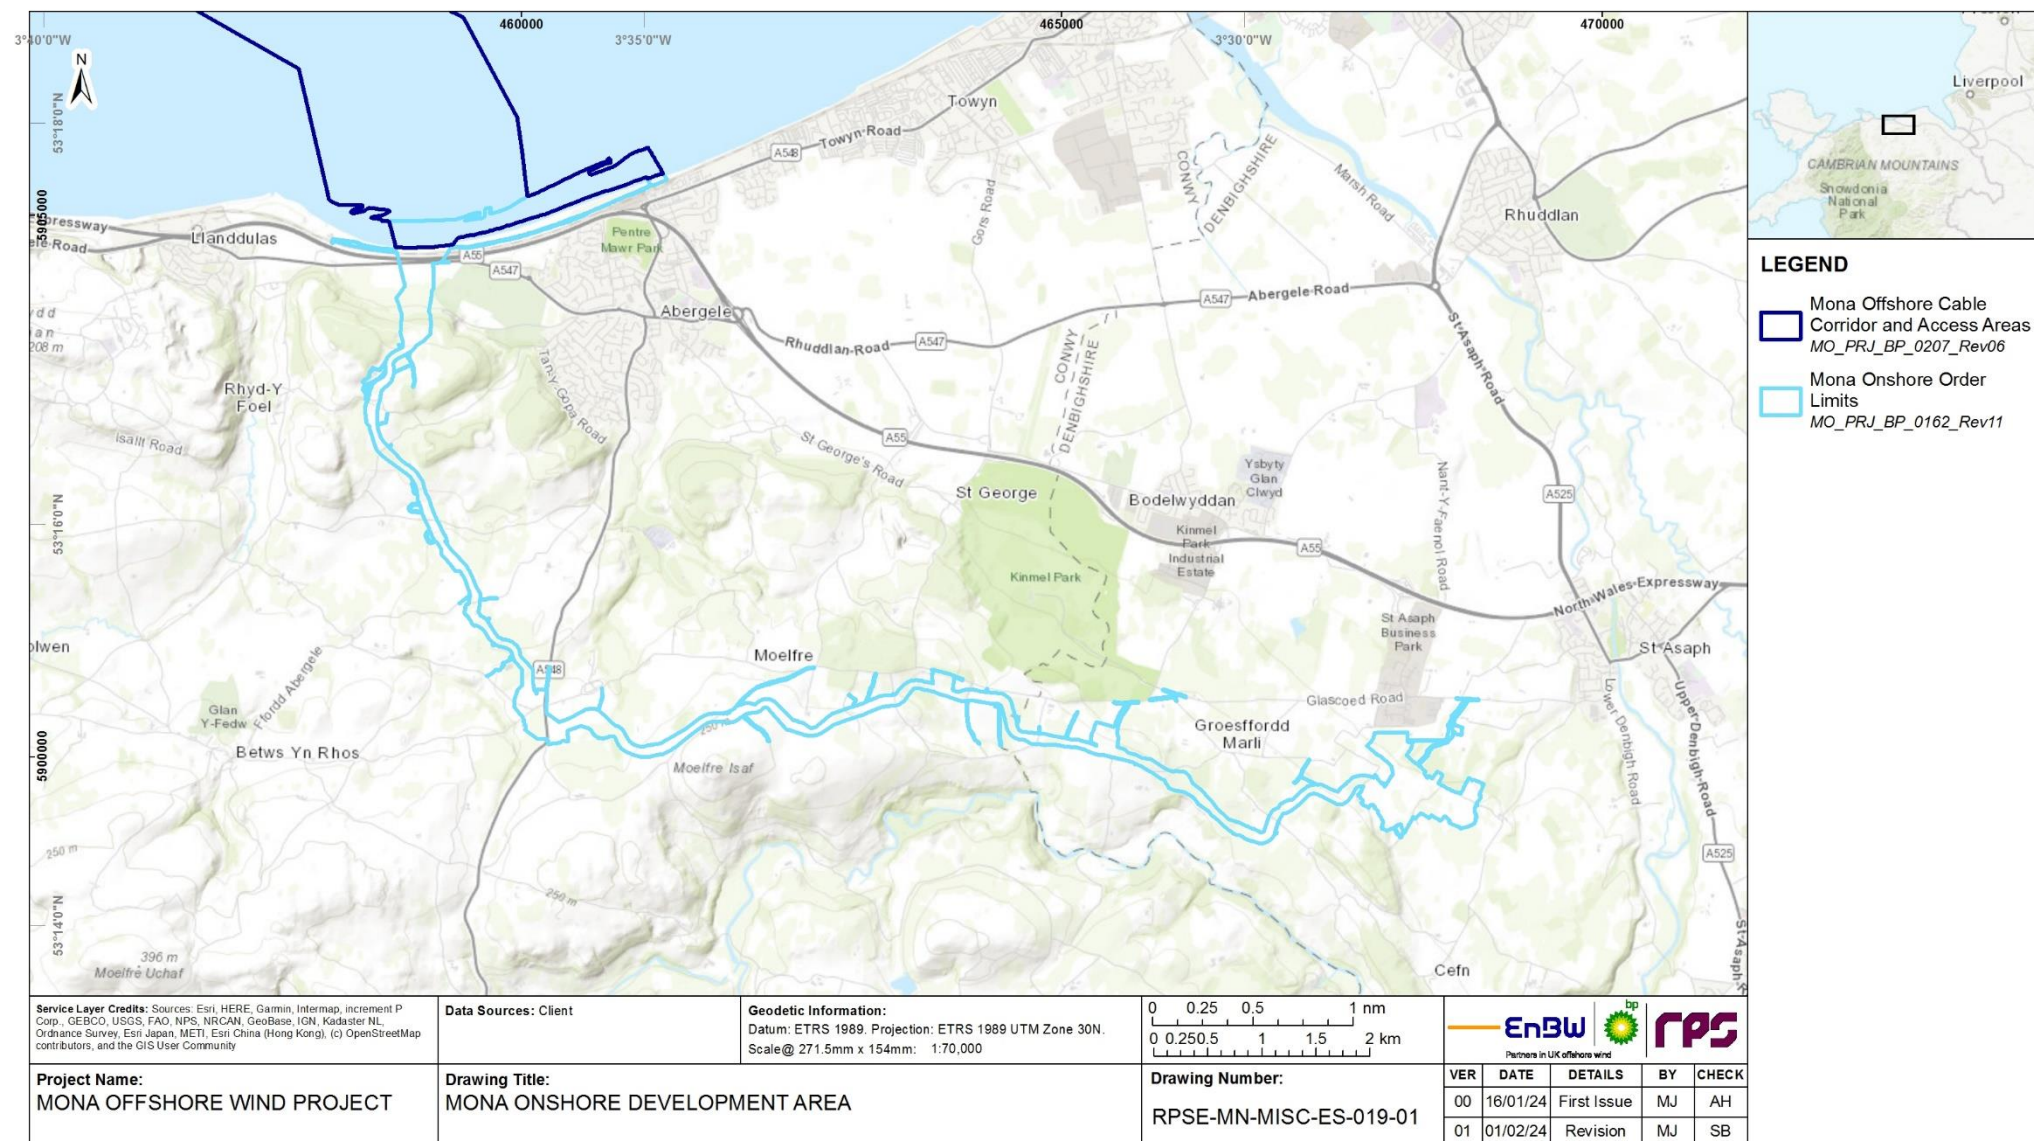 460000
465000
470000
3°40'0"W
3°35'0"W
3°30'0"W
N
53°18'0"N
5905000
53°16'0"N
5900000
53°14'0"N
Towyn
Towyn Road
A548
CONWY
DENBIGHSHIRE
Marsh Road
Gors Road
Rhuddlan
Llanddulas
Pentre
Mawr Park
A55
A547
Abergele
A547
Abergele Road
Rhuddlan Road
A547
St Asaph Road
208 m
Rhyd-Y
Foel
Isallt Road
Tan-Y-Gopa Road
St George's Road
A55
CONWY
DENBIGHSHIRE
St George
Bodelwyddan
Ysbyty
Glan
Clwyd
Nant-Y-Faenol Road
A525
Kinmel
Park
Industrial
Estate
A55
Kinmel Park
North Wales Expressway
St Asaph
Business
Park
St Asaph
Moelfre
A548
Ffordd Abergele
Glan
Y-Fedw
Betws Yn Rhos
250 m
Moelfre Isaf
Glascoed Road
Groesffordd
Marli
Lower Denbigh Road
Upper Denbigh Road
A525
250 m
250 m
396 m
Moelfre Uchaf
Cefn
Liverpool
CAMBRIAN MOUNTAINS
Snowdonia
National
Park
LEGEND
Mona Offshore Cable
Corridor and Access Areas
MO_PRJ_BP_0207_Rev06
Mona Onshore Order
Limits
MO_PRJ_BP_0162_Rev11
Service Layer Credits: Sources: Esri, HERE, Garmin, Intermap, increment P
Corp., GEBCO, USGS, FAO, NPS, NRCAN, GeoBase, IGN, Kadaster NL,
Ordnance Survey, Esri Japan, METI, Esri China (Hong Kong), (c) OpenStreetMap
contributors, and the GIS User Community
Data Sources: Client
Geodetic Information:
Datum: ETRS 1989. Projection: ETRS 1989 UTM Zone 30N.
Scale@ 271.5mm x 154mm: 1:70,000
0 0.25 0.5 1 nm
0 0.25 0.5 1 1.5 2 km
EnBW
bp
rps
Partners in UK offshore wind
Project Name:
MONA OFFSHORE WIND PROJECT
Drawing Title:
MONA ONSHORE DEVELOPMENT AREA
Drawing Number:
RPSE-MN-MISC-ES-019-01
VER DATE DETAILS BY CHECK
00 16/01/24 First Issue MJ AH
01 01/02/24 Revision MJ SB